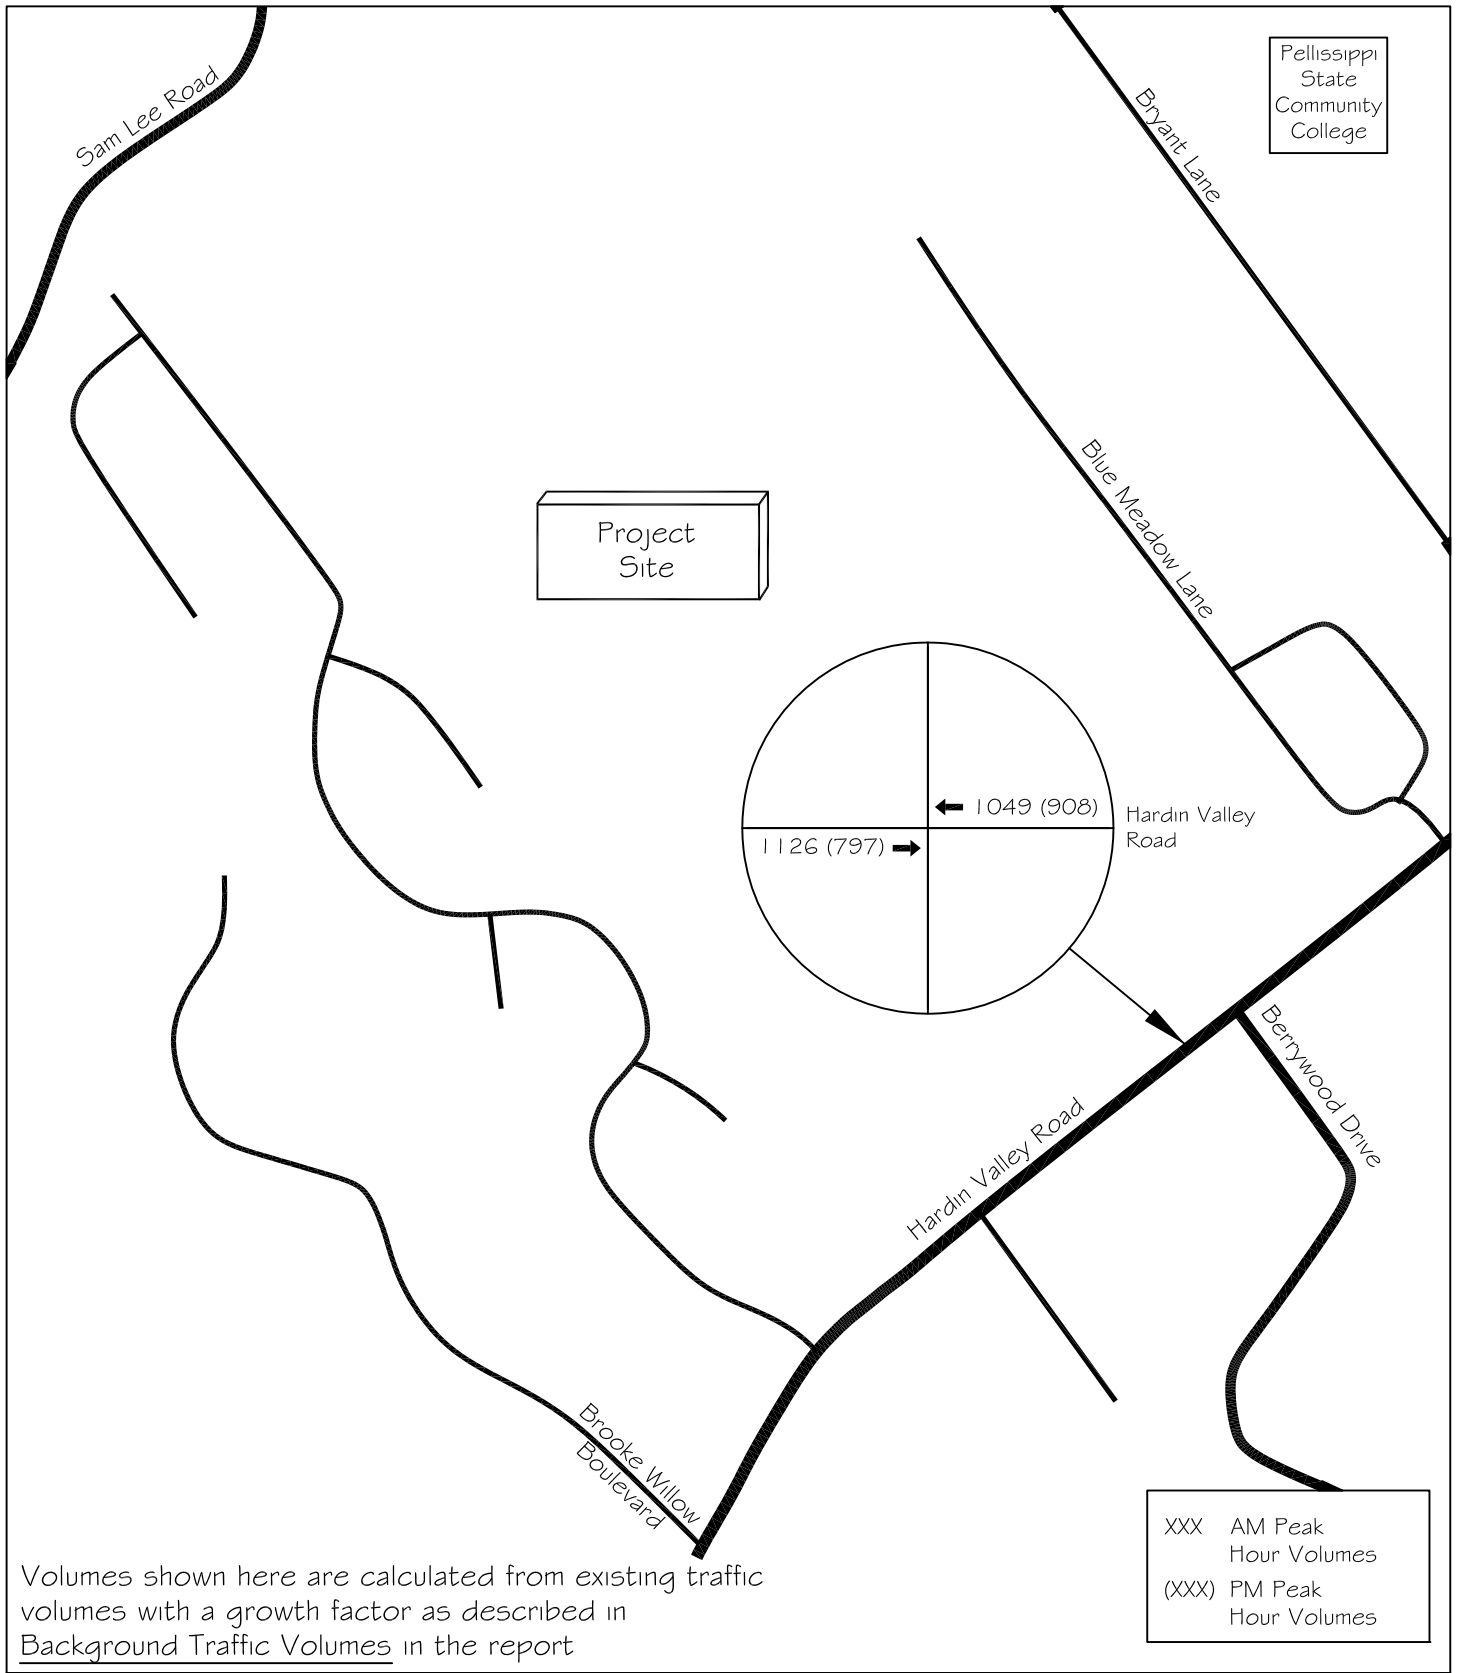 Sam Lee Road
Bryant Lane
Pellissippi
State
Community
College
Blue Meadow Lane
Project
Site
1049 (908)
1126 (797)
Hardin Valley
Road
Berrywood Drive
Hardin Valley Road
Brooke Willow
Boulevard
XXX AM Peak
Hour Volumes
(XXX) PM Peak
Hour Volumes
Volumes shown here are calculated from existing traffic
volumes with a growth factor as described in
Background Traffic Volumes in the report